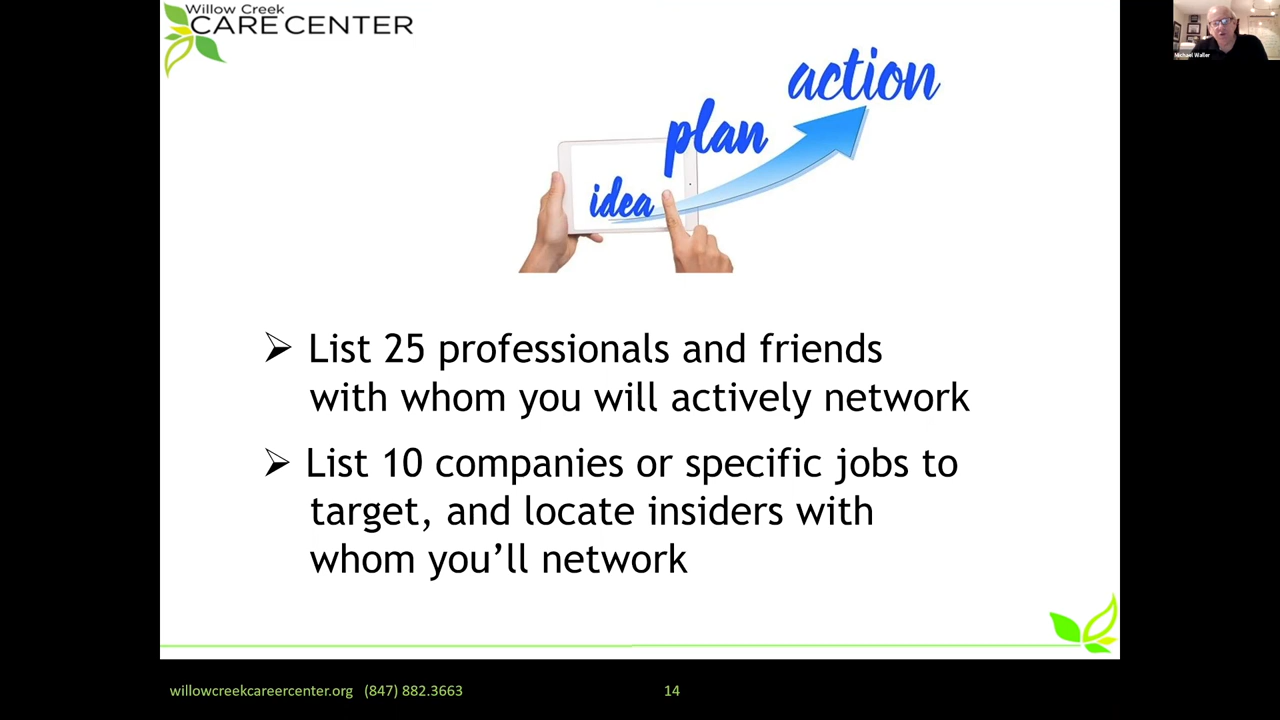 Willow Creek
CARE CENTER
Michael Waller
action
plan
idea
➢ List 25 professionals and friends
with whom you will actively network
➢ List 10 companies or specific jobs to
target, and locate insiders with
whom you’ll network
willowcreekcareercenter.org (847) 882.3663
14